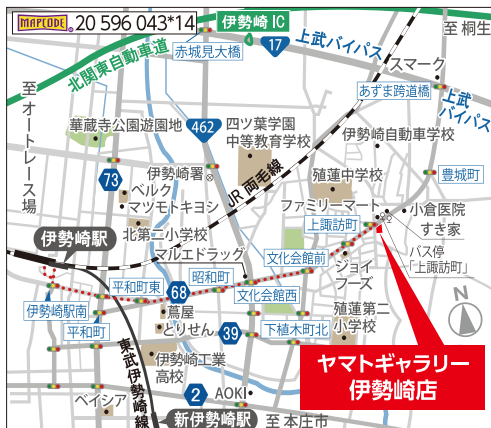 MAPCODE 20 596 043*14
伊勢崎 IC
4
至 桐生
赤城見大橋
17
上武バイパス
北関東自動車道
スマーク
あずま跨道橋
上武
バイパス
至 オートレース場
華蔵寺公園遊園地
462
四ツ葉学園
中等教育学校
伊勢崎自動車学校
伊勢崎署
JR 両毛線
73
ベルク
マツモトキヨシ
殖蓮中学校
豊城町
ファミリーマート
小倉医院
北第二小学校
上諏訪町
すき家
伊勢崎駅
マルエドラッグ
文化会館前
バス停
「上諏訪町」
昭和町
ジョイ
フーズ
平和町東
68
文化会館西
伊勢崎駅南
蔦屋
平和町
とりせん
39
下植木町北
殖蓮第二
小学校
N
東武伊勢崎線
伊勢崎工業
高校
ヤマトギャラリー
伊勢崎店
2
AOKI
ベイシア
新伊勢崎駅
至 本庄市